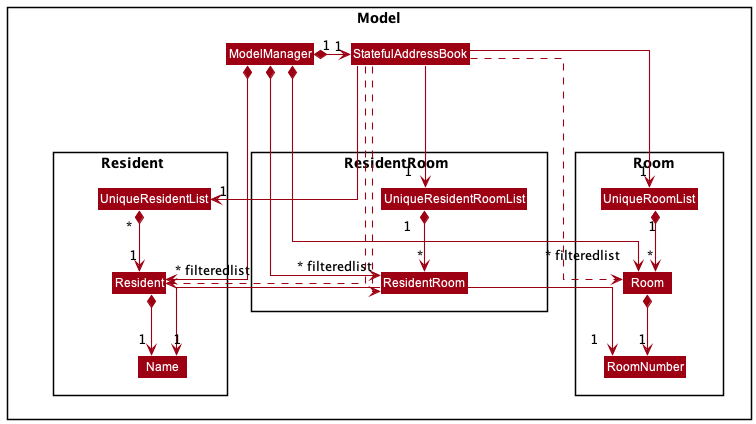 Model
ModelManager 1 1 StatefulAddressBook
Resident ResidentRoom Room
1 1
UniqueResidentList 1 UniqueResidentRoomList UniqueRoomList
* 1 1
1 * * filteredlist *
* filteredlist * filteredlist
Resident ResidentRoom Room
1 1 1 1
Name RoomNumber